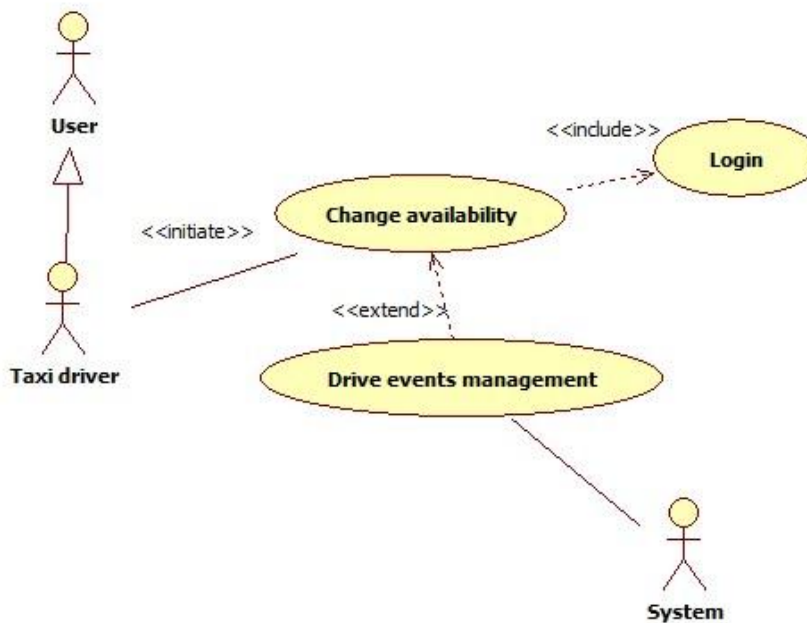 User
<<include>>
Login
Change availability
<<initiate>>
<<extend>>
Taxi driver
Drive events management
System